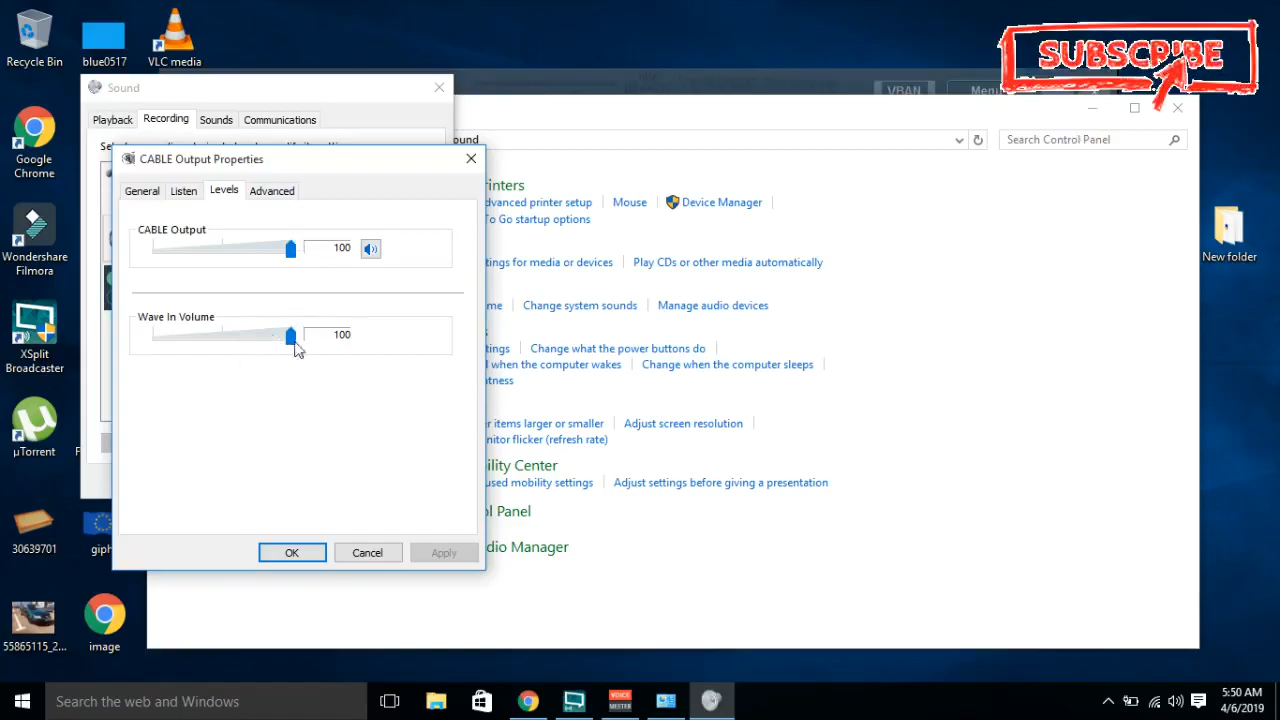 Recycle Bin
blue0517
VLC media
SUBSCRIBE
VBAN
Menu
Sound
Playback
Recording
Sounds
Communications
ound
Search Control Panel
CABLE Output Properties
General
Listen
Levels
Advanced
CABLE Output
100
Wave In Volume
100
OK
Cancel
Apply
rinters
dvanced printer setup
Mouse
Device Manager
To Go startup options
tings for media or devices
Play CDs or other media automatically
me
Change system sounds
Manage audio devices
s
tings
Change what the power buttons do
l when the computer wakes
Change when the computer sleeps
htness
er items larger or smaller
Adjust screen resolution
nitor flicker (refresh rate)
bility Center
used mobility settings
Adjust settings before giving a presentation
ol Panel
dio Manager
Google
Chrome
Wondershare
Filmora
XSplit
Broadcaster
µTorrent
F
30639701
giph
55865115_2...
image
New folder
Search the web and Windows
VOICE
MEETER
5:50 AM
4/6/2019